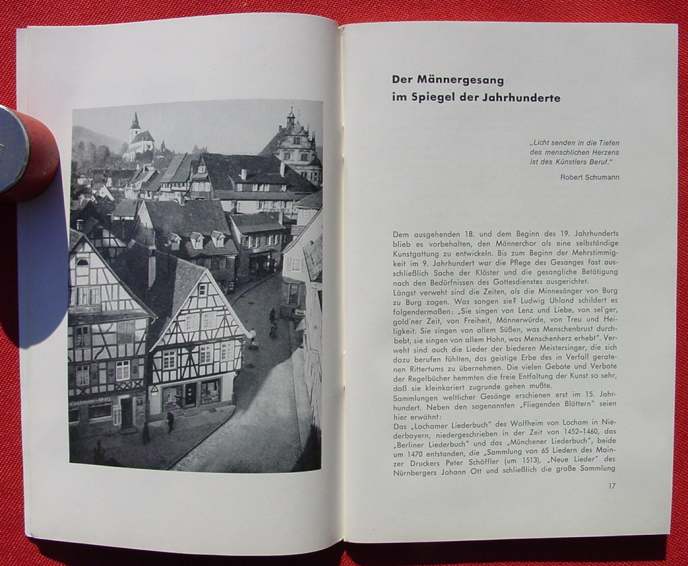 Der Männergesang
im Spiegel der Jahrhunderte
„Licht senden in die Tiefen
des menschlichen Herzens
ist des Künstlers Beruf.“
Robert Schumann
Dem ausgehenden 18. und dem Beginn des 19. Jahrhunderts
blieb es vorbehalten, den Männerchor als eine selbständige
Kunstgattung zu entwickeln. Bis zum Beginn der Mehrstimmig-
keit im 9. Jahrhundert war die Pflege des Gesanges fast aus-
schließlich Sache der Klöster und die gesangliche Betätigung
nach den Bedürfnissen des Gottesdienstes ausgerichtet.
Längst verweht sind die Zeiten, als die Minnesänger von Burg
zu Burg zogen. Was sangen sie? Ludwig Uhland schildert es
folgendermaßen: „Sie singen von Lenz und Liebe, von sel'ger,
gold'ner Zeit, von Freiheit, Männerwürde, von Treu und Hei-
ligkeit. Sie singen von allem Süßen, was Menschenbrust durch-
bebt, sie singen von allem Hohn, was Menschenherz erhebt“. Ver-
weht sind auch die Lieder der biederen Meistersinger, die sich
dazu berufen fühlten, das geistige Erbe des in Verfall gerate-
nen Rittertums zu übernehmen. Die vielen Gebote und Verbote
der Regelbücher hemmten die freie Entfaltung der Kunst so sehr,
daß sie kleinkariert zugrunde gehen mußte.
Sammlungen weltlicher Gesänge erschienen erst im 15. Jahr-
hundert. Neben den sogenannten „Fliegenden Blättern“ seien
hier erwähnt:
Das „Lochamer Liederbuch“ des Wolfheim von Locham in Nie-
derbayern, niedergeschrieben in der Zeit von 1452–1460, das
„Berliner Liederbuch“ und das „Münchener Liederbuch“, beide
um 1470 entstanden, die „Sammlung von 65 Liedern des Main-
zer Druckers Peter Schöffler (um 1513), „Neue Lieder“ des
Nürnbergers Johann Ott und schließlich die große Sammlung
17